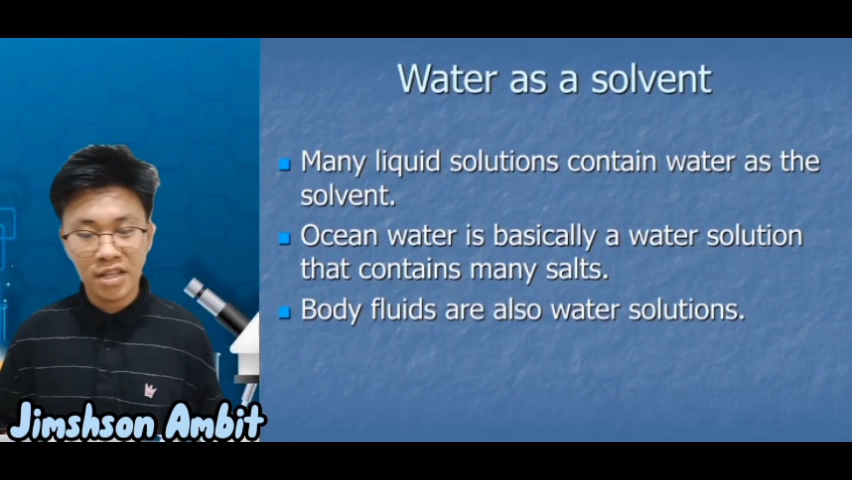 Water as a solvent
Many liquid solutions contain water as the
solvent.
Ocean water is basically a water solution
that contains many salts.
Body fluids are also water solutions.
Jimshson Ambit